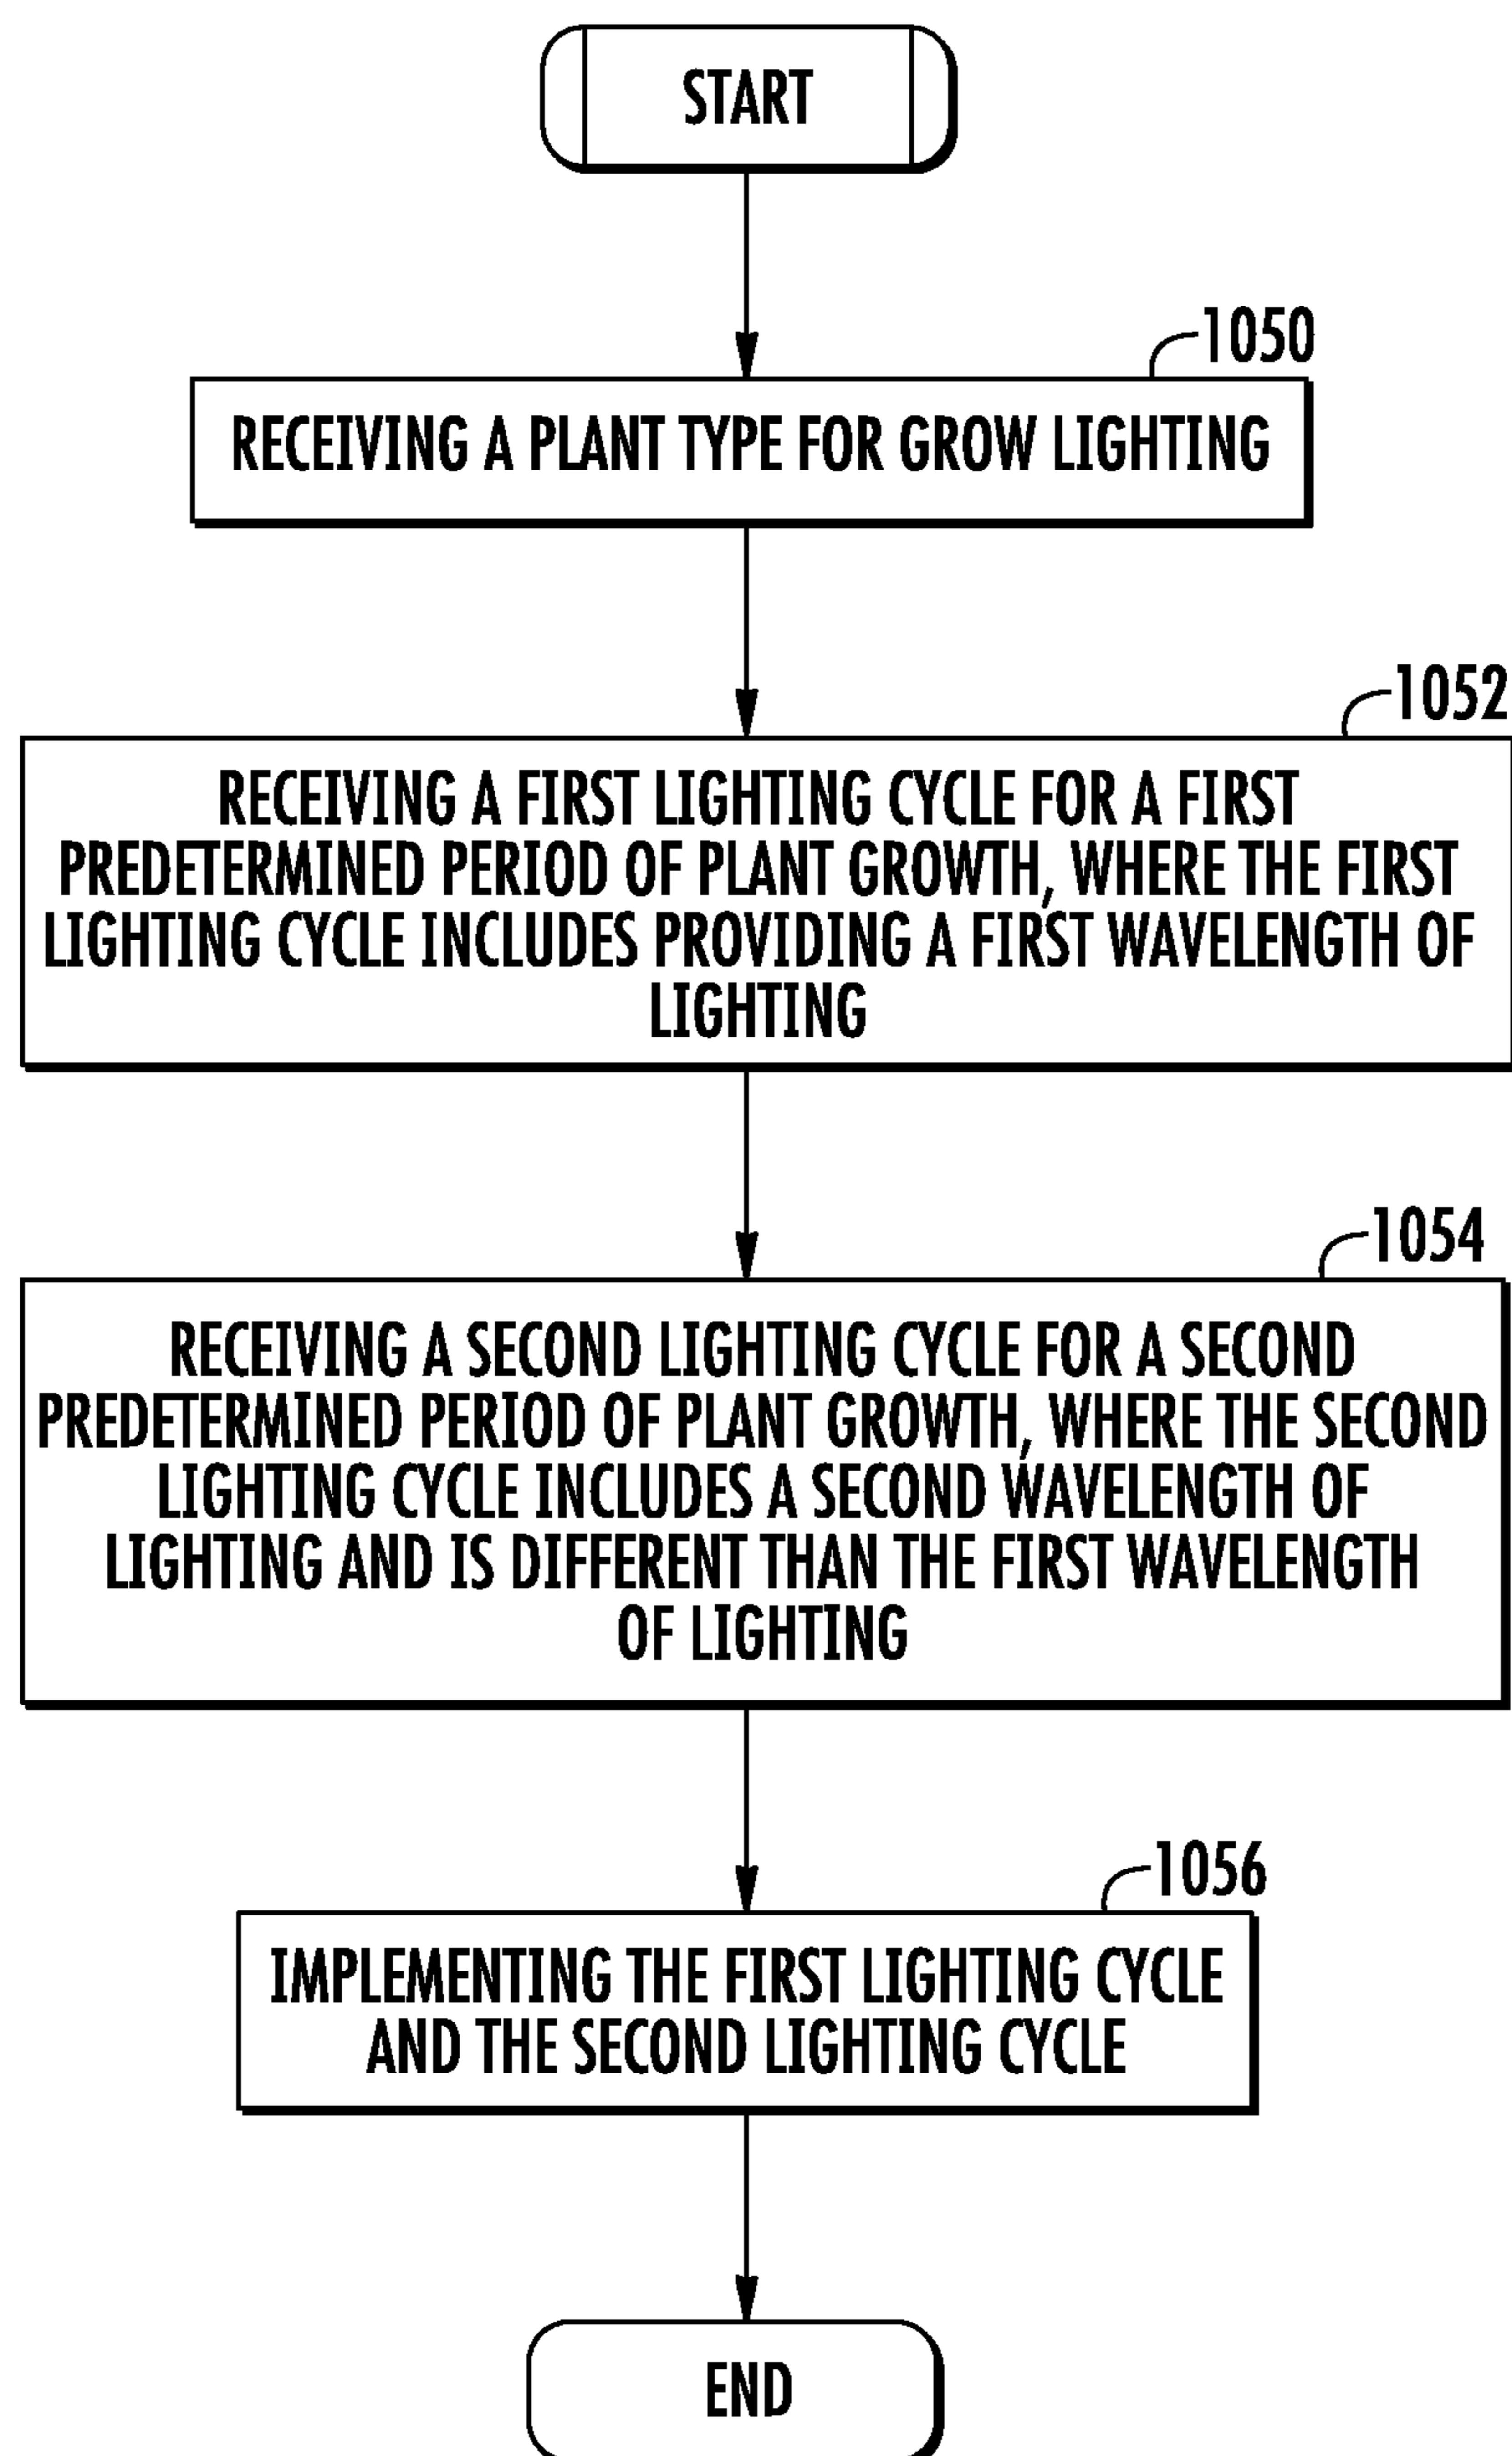 START
1050
RECEIVING A PLANT TYPE FOR GROW LIGHTING
1052
RECEIVING A FIRST LIGHTING CYCLE FOR A FIRST
PREDETERMINED PERIOD OF PLANT GROWTH, WHERE THE FIRST
LIGHTING CYCLE INCLUDES PROVIDING A FIRST WAVELENGTH OF
LIGHTING
1054
RECEIVING A SECOND LIGHTING CYCLE FOR A SECOND
PREDETERMINED PERIOD OF PLANT GROWTH, WHERE THE SECOND
LIGHTING CYCLE INCLUDES A SECOND WAVELENGTH OF
LIGHTING AND IS DIFFERENT THAN THE FIRST WAVELENGTH
OF LIGHTING
1056
IMPLEMENTING THE FIRST LIGHTING CYCLE
AND THE SECOND LIGHTING CYCLE
END